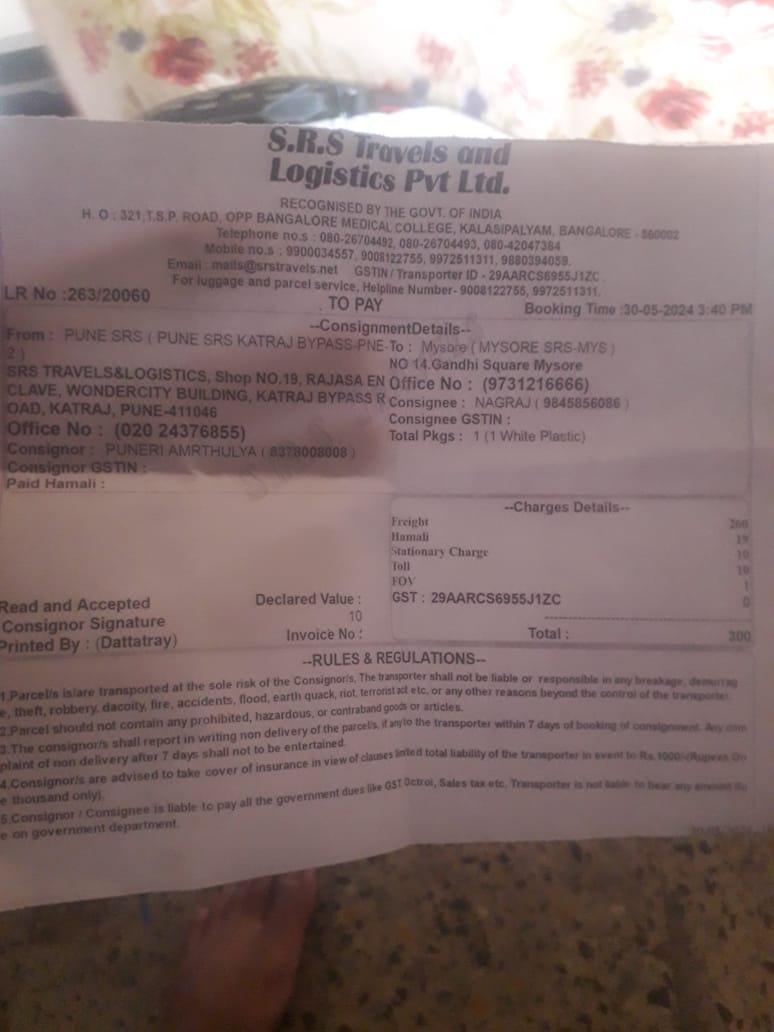 S.R.S Travels and
Logistics Pvt Ltd.
RECOGNISED BY THE GOVT. OF INDIA
H. O : 321,T.S.P. ROAD, OPP BANGALORE MEDICAL COLLEGE, KALASIPALYAM, BANGALORE - 560002
Telephone no.s : 080-26704492, 080-26704493, 080-42047384
Mobile no.s : 9900034557, 9008122755, 9972511311, 9880394059.
Email : mails@srstravels.net GSTIN / Transporter ID - 29AARCS6955J1ZC .
For luggage and parcel service, Helpline Number- 9008122755, 9972511311.
LR No :263/20060
. TO PAY
Booking Time :30-05-2024 3:40 PM
--ConsignmentDetails--
From : PUNE SRS ( PUNE SRS KATRAJ BYPASS-PNE-
2 )
SRS TRAVELS&LOGISTICS, Shop NO.19, RAJASA EN
CLAVE, WONDERCITY BUILDING, KATRAJ BYPASS R
OAD, KATRAJ, PUNE-411046
Office No : (020 24376855)
Consignor : PUNERI AMRTHULYA ( 8378008008 )
Consignor GSTIN :
Paid Hamali :
To : Mysore ( MYSORE SRS-MYS )
NO 14.Gandhi Square Mysore
Office No : (9731216666)
Consignee : NAGRAJ ( 9845856086 )
Consignee GSTIN :
Total Pkgs : 1 (1 White Plastic)
--Charges Details--
Freight 260
Hamali 19
Stationary Charge 10
Toll 10
FOV 1
GST : 29AARCS6955J1ZC 0
Total : 300
Read and Accepted
Consignor Signature
Printed By : (Dattatray)
Declared Value :
10
Invoice No :
--RULES & REGULATIONS--
1.Parcel/s is/are transported at the sole risk of the Consignor/s, The transporter shall not be liable or responsible in any breakage, demurrag
e, theft, robbery, dacoity, fire, accidents, flood, earth quack, riot, terrorist act etc, or any other reasons beyond the control of the transporter.
2.Parcel should not contain any prohibited, hazardous, or contraband goods or articles.
3.The consignor/s shall report in writing non delivery of the parcel/s, if any to the transporter within 7 days of booking of consignment. Any com
plaint of non delivery after 7 days shall not to be entertained.
4.Consignor/s are advised to take cover of insurance in view of clauses limited total liability of the transporter in event to Rs.1000/-(Rupees On
e thousand only).
5.Consignor / Consignee is liable to pay all the government dues like GST Octroi, Sales tax etc. Transporter is not liable to bear any amount du
e on government department.